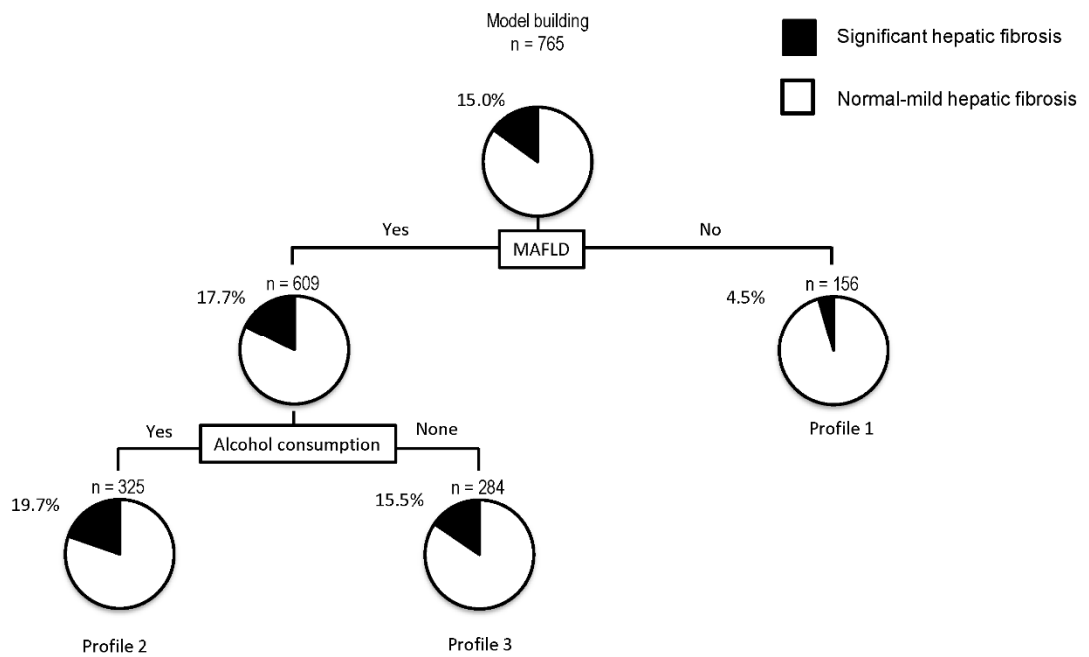 Model building
n = 765
Significant hepatic fibrosis
Normal-mild hepatic fibrosis
15.0%
Yes
No
MAFLD
n = 609
17.7%
n = 156
4.5%
Profile 1
Yes
Alcohol consumption
None
n = 325
19.7%
n = 284
15.5%
Profile 2
Profile 3